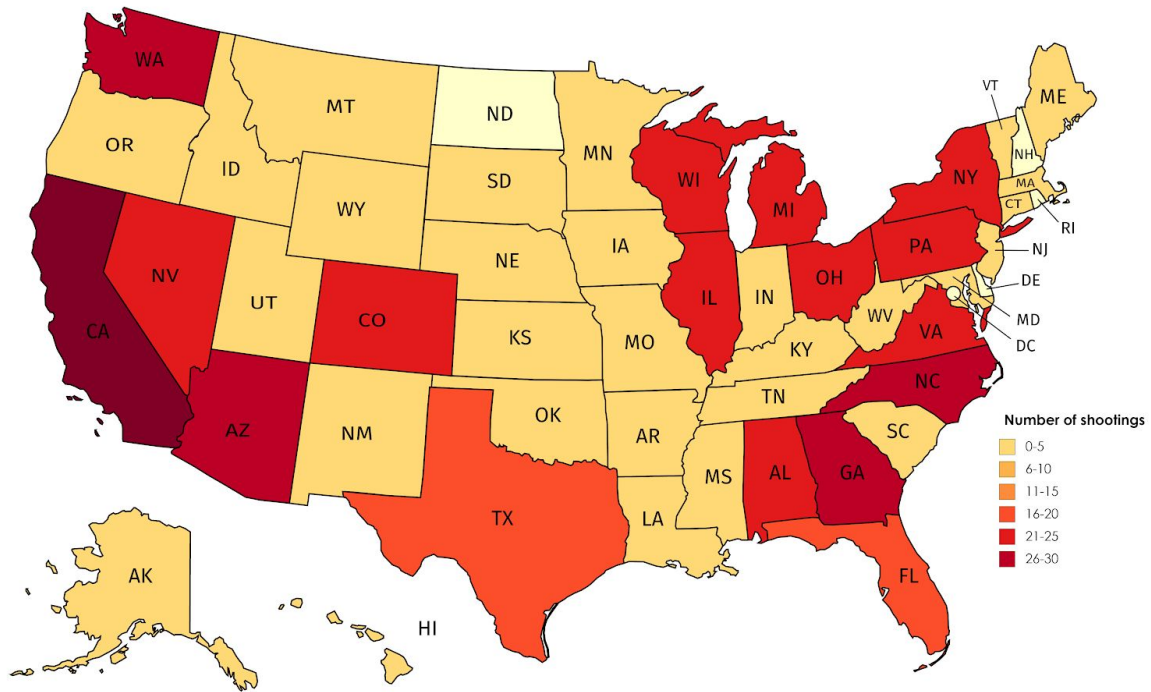 WA
MT
ND
VT
ME
OR
ID
MN
NH
SD
WI
NY
MA
WY
MI
CT
RI
IA
PA
NJ
NE
NV
OH
DE
UT
IL
IN
CO
WV
MD
CA
KS
MO
KY
VA
DC
NC
TN
OK
AZ
NM
AR
SC
Number of shootings
0-5
MS
AL
GA
6-10
11-15
TX
LA
16-20
21-25
AK
FL
26-30
HI